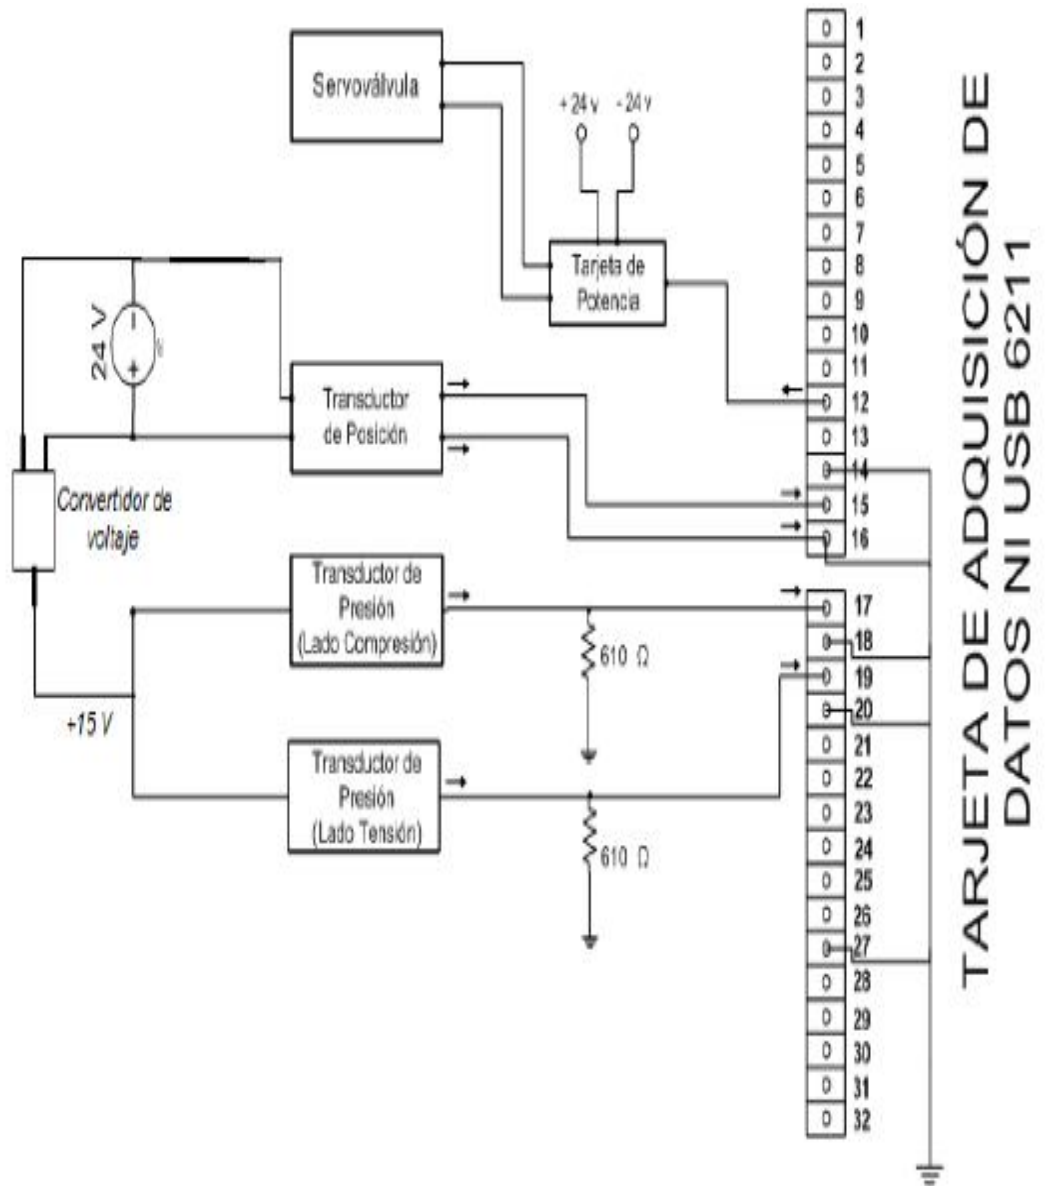 Servoválvula
+24 v
-24 v
Tarjeta de
Potencia
24 V
-
+
Transductor
de Posición
Convertidor de
voltaje
Transductor de
Presión
(Lado Compresión)
610 Ω
+15 V
Transductor de
Presión
(Lado Tensión)
610 Ω
1
2
3
4
5
6
7
8
9
10
11
12
13
14
15
16
17
18
19
20
21
22
23
24
25
26
27
28
29
30
31
32
TARJETA DE ADQUISICIÓN DE
DATOS NI USB 6211